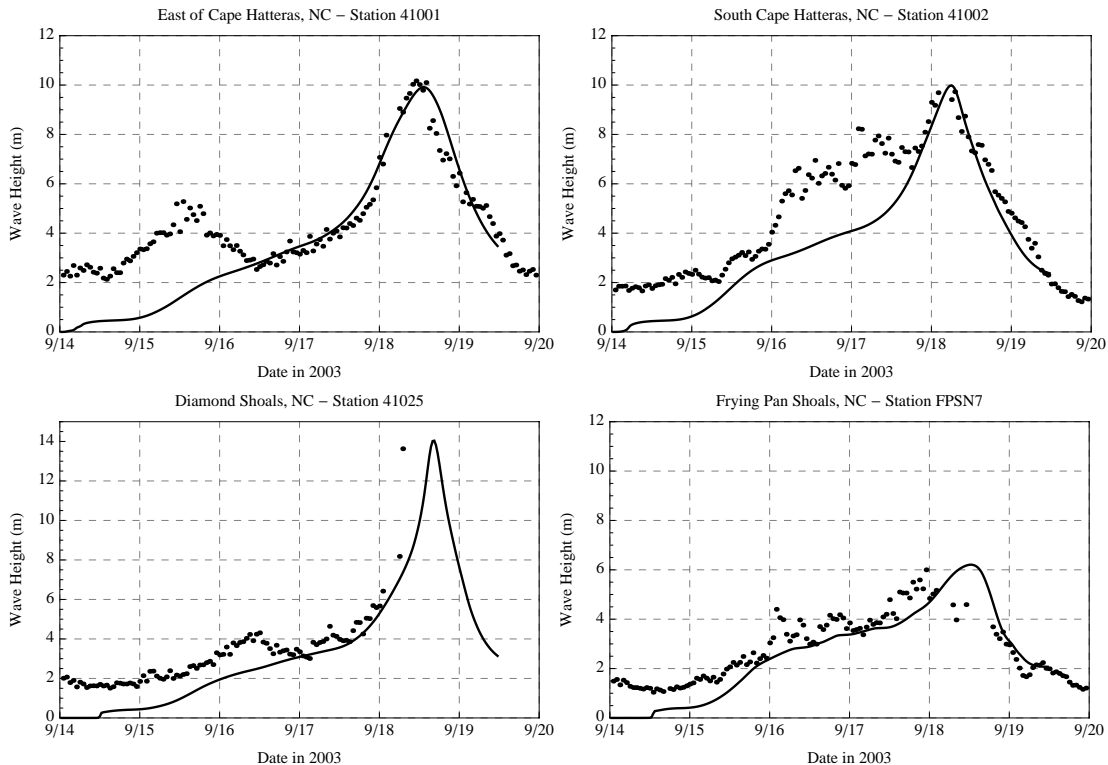 East of Cape Hatteras, NC − Station 41001
12
10
8
6
4
2
0
Wave Height (m)
9/14 9/15 9/16 9/17 9/18 9/19 9/20
Date in 2003
South Cape Hatteras, NC − Station 41002
12
10
8
6
4
2
0
Wave Height (m)
9/14 9/15 9/16 9/17 9/18 9/19 9/20
Date in 2003
Diamond Shoals, NC − Station 41025
14
12
10
8
6
4
2
0
Wave Height (m)
9/14 9/15 9/16 9/17 9/18 9/19 9/20
Date in 2003
Frying Pan Shoals, NC − Station FPSN7
12
10
8
6
4
2
0
Wave Height (m)
9/14 9/15 9/16 9/17 9/18 9/19 9/20
Date in 2003